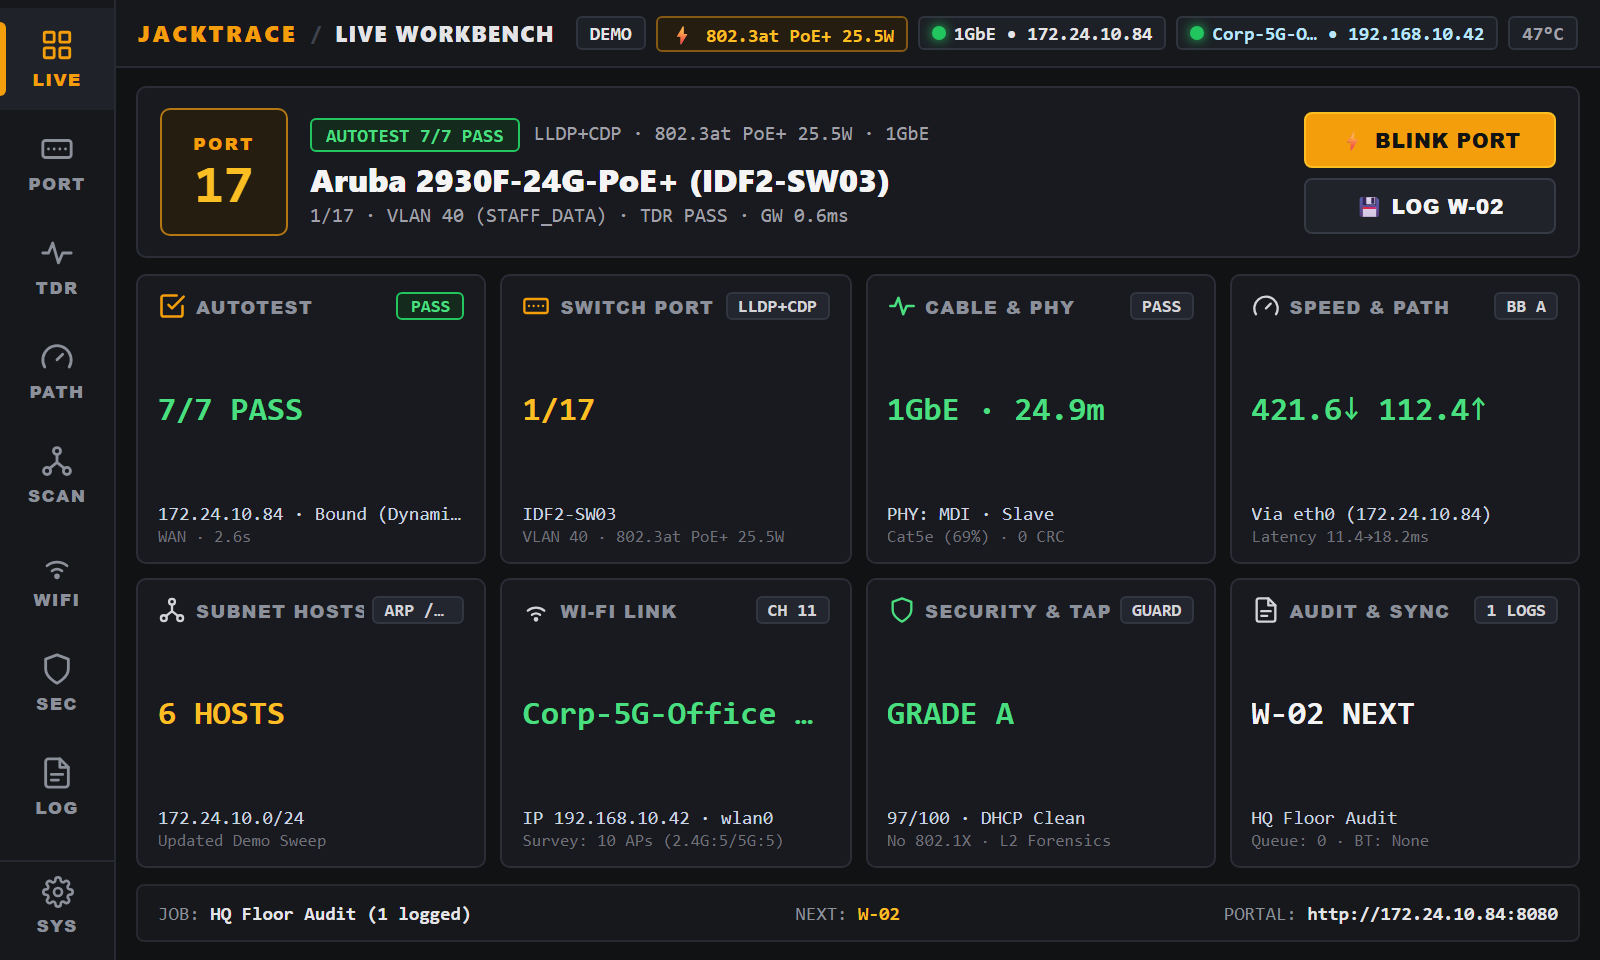 JACKTRACE / LIVE WORKBENCH
DEMO
802.3at PoE+ 25.5W
1GbE • 172.24.10.84
Corp-5G-O… • 192.168.10.42
47°C
LIVE
PORT
TDR
PATH
SCAN
WIFI
SEC
LOG
SYS
PORT
17
AUTOTEST 7/7 PASS
LLDP+CDP · 802.3at PoE+ 25.5W · 1GbE
Aruba 2930F-24G-PoE+ (IDF2-SW03)
1/17 · VLAN 40 (STAFF_DATA) · TDR PASS · GW 0.6ms
BLINK PORT
LOG W-02
AUTOTEST
PASS
7/7 PASS
172.24.10.84 · Bound (Dynami…
WAN · 2.6s
SWITCH PORT
LLDP+CDP
1/17
IDF2-SW03
VLAN 40 · 802.3at PoE+ 25.5W
CABLE & PHY
PASS
1GbE · 24.9m
PHY: MDI · Slave
Cat5e (69%) · 0 CRC
SPEED & PATH
BB A
421.6↓ 112.4↑
Via eth0 (172.24.10.84)
Latency 11.4→18.2ms
SUBNET HOSTS
ARP /…
6 HOSTS
172.24.10.0/24
Updated Demo Sweep
WI-FI LINK
CH 11
Corp-5G-Office …
IP 192.168.10.42 · wlan0
Survey: 10 APs (2.4G:5/5G:5)
SECURITY & TAP
GUARD
GRADE A
97/100 · DHCP Clean
No 802.1X · L2 Forensics
AUDIT & SYNC
1 LOGS
W-02 NEXT
HQ Floor Audit
Queue: 0 · BT: None
JOB: HQ Floor Audit (1 logged)
NEXT: W-02
PORTAL: http://172.24.10.84:8080